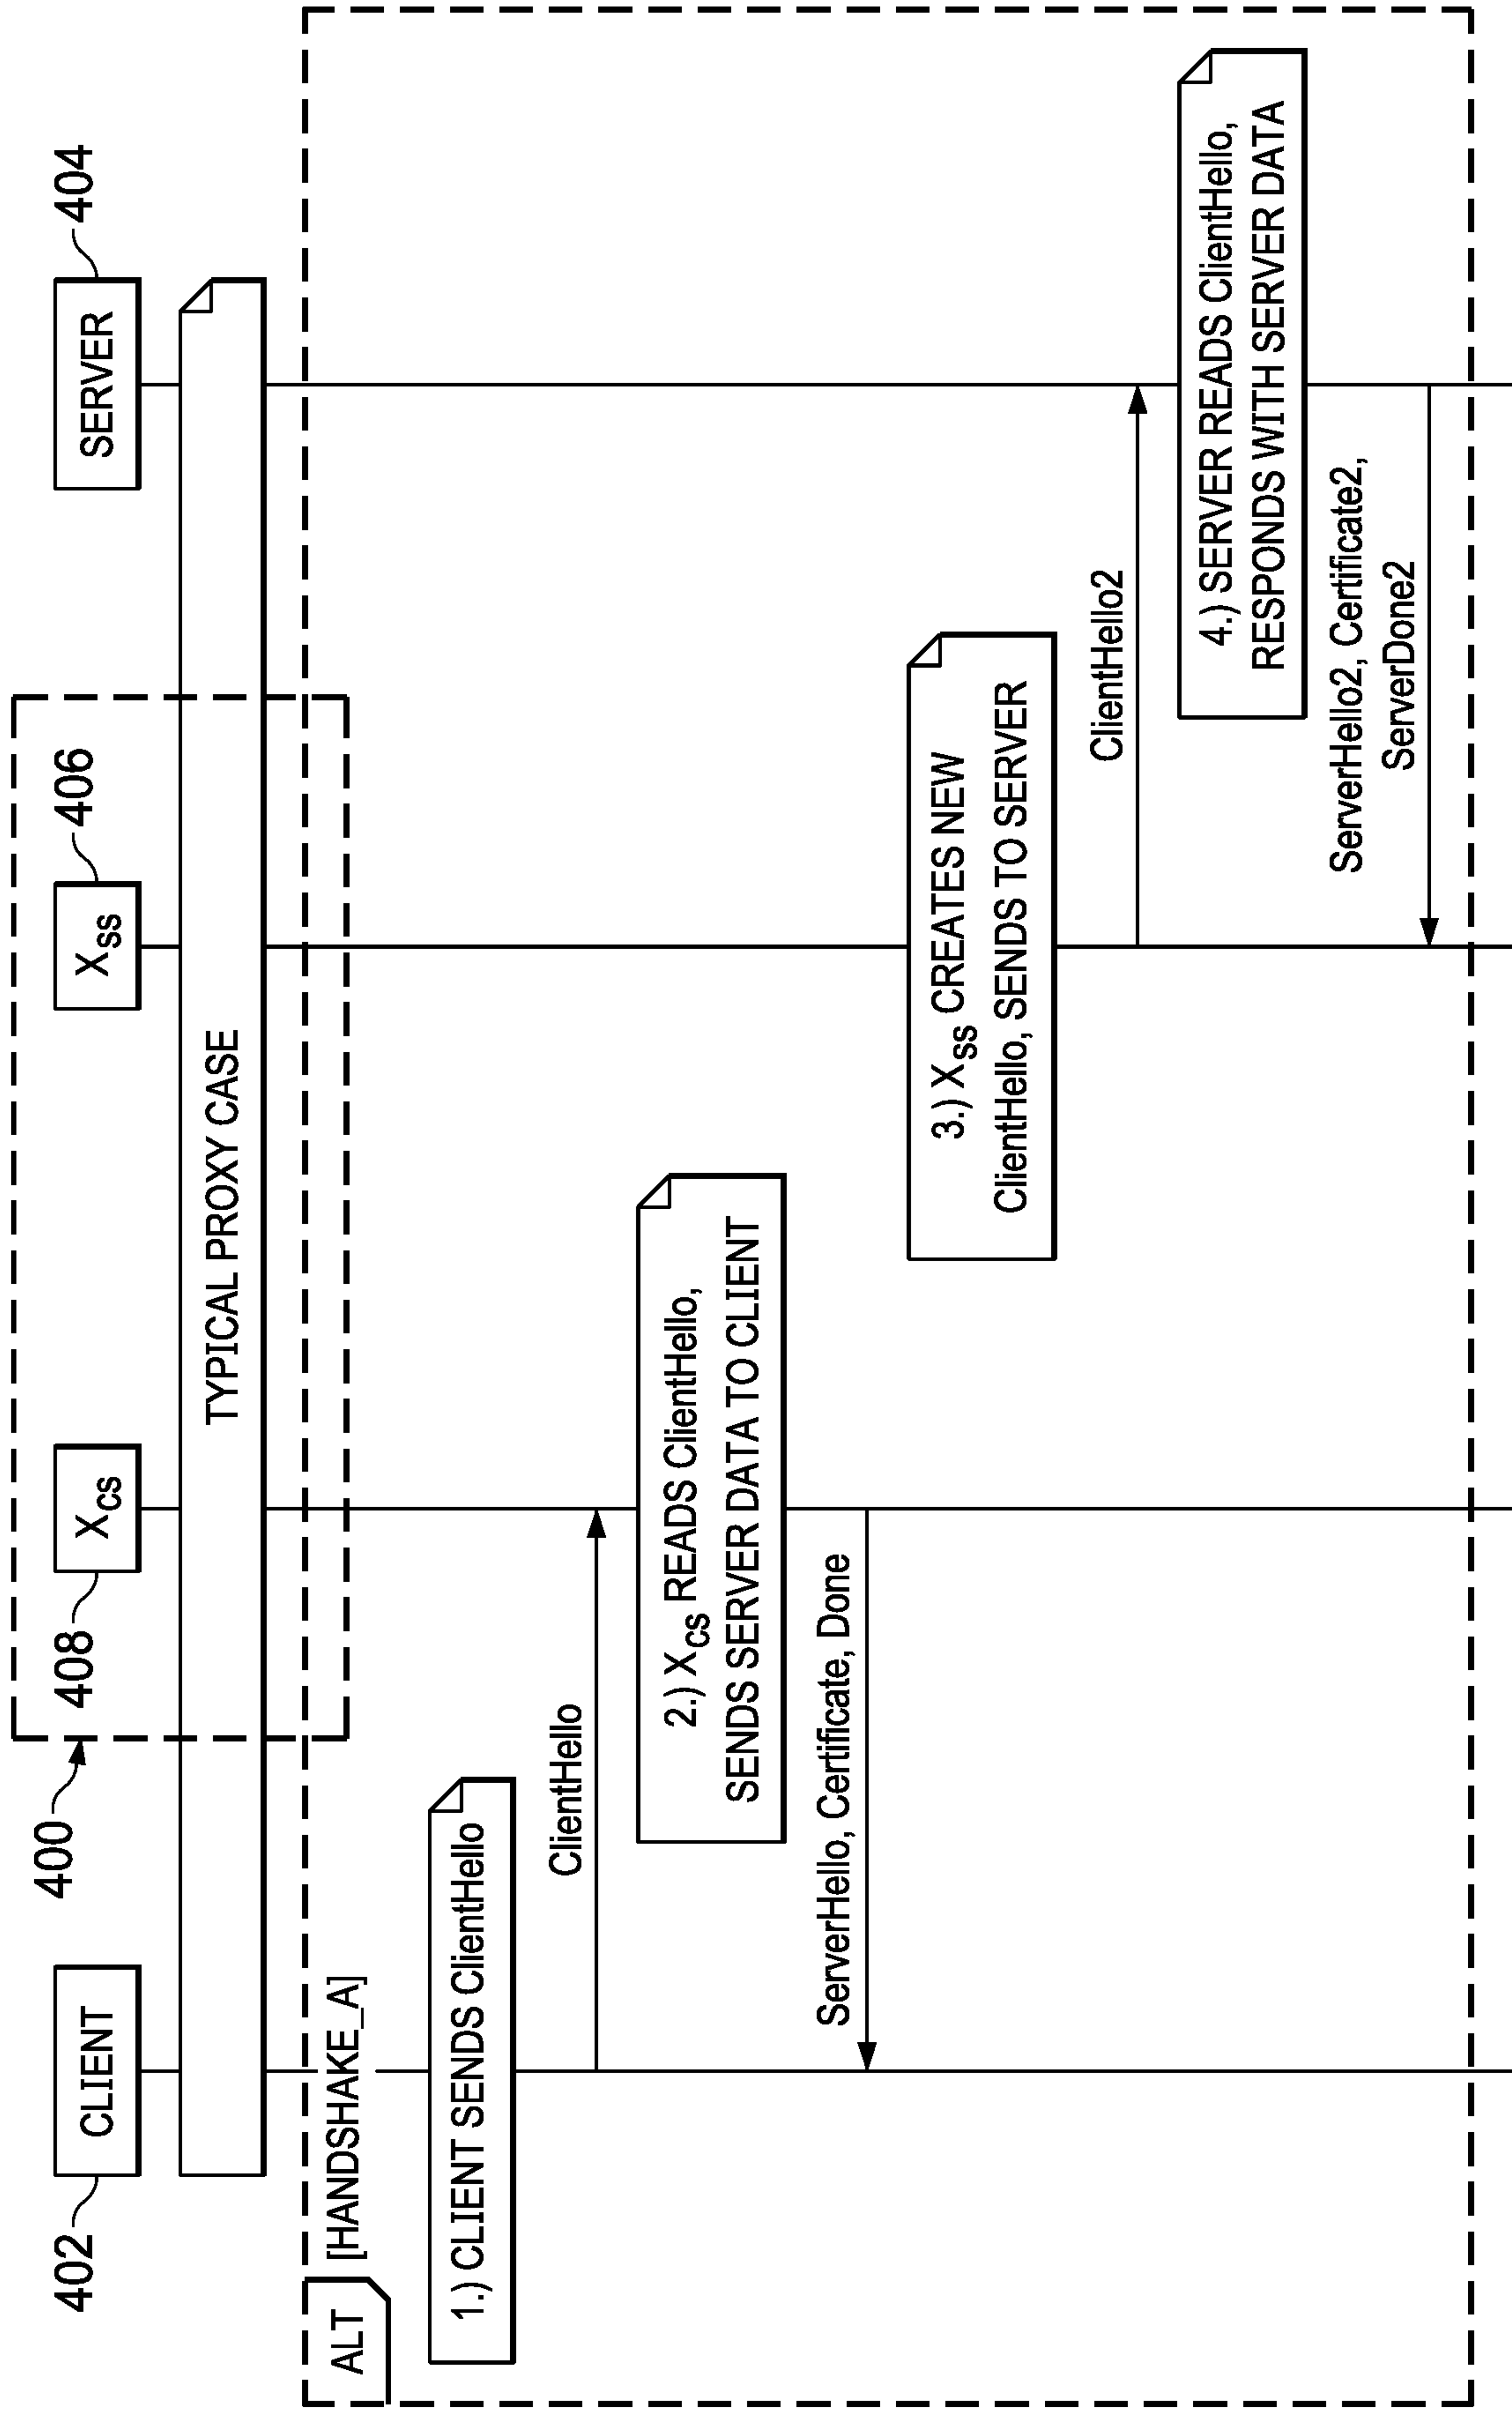 400
402
CLIENT
408
Xcs
Xss
406
SERVER
404
TYPICAL PROXY CASE
ALT
[HANDSHAKE_A]
1.) CLIENT SENDS ClientHello
ClientHello
2.) Xcs READS ClientHello,
SENDS SERVER DATA TO CLIENT
ServerHello, Certificate, Done
3.) Xss CREATES NEW
ClientHello, SENDS TO SERVER
ClientHello2
4.) SERVER READS ClientHello,
RESPONDS WITH SERVER DATA
ServerHello2, Certificate2,
ServerDone2